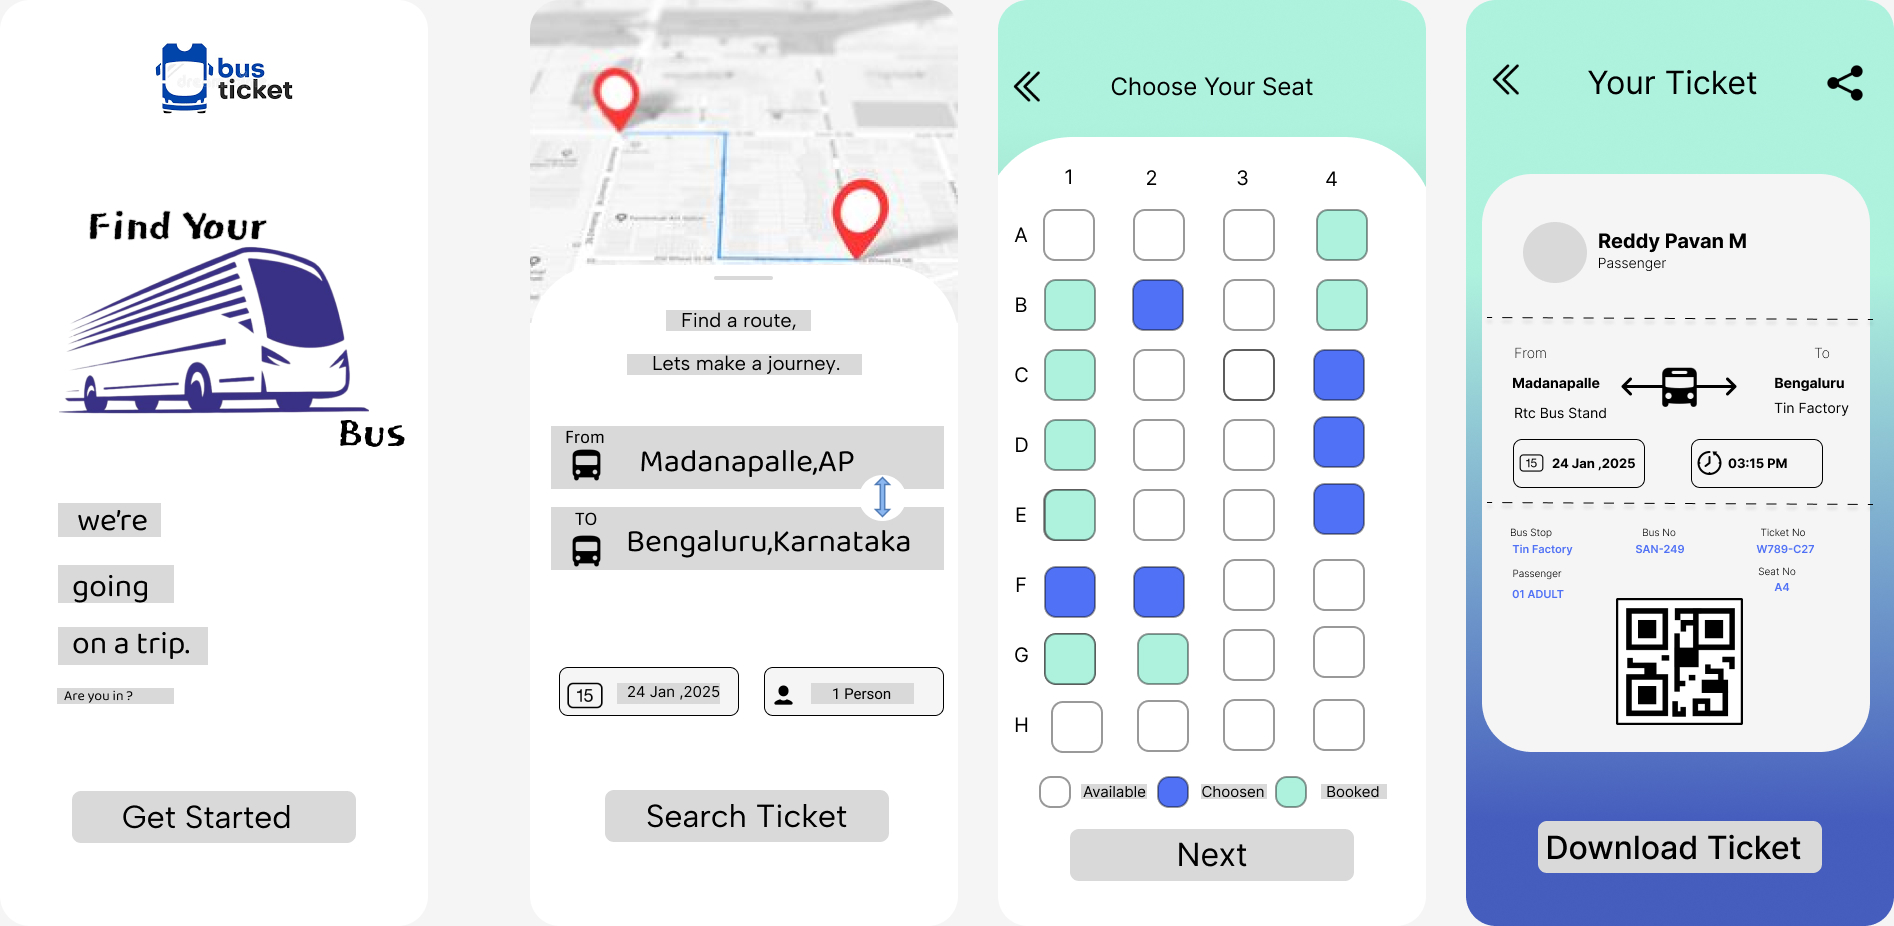 bus
ticket
Find Your
Bus
we're
going
on a trip.
Are you in ?
Get Started
Find a route,
Lets make a journey.
From
Madanapalle,AP
TO
Bengaluru,Karnataka
15
24 Jan ,2025
1 Person
Search Ticket
Choose Your Seat
1 2 3 4
A
B
C
D
E
F
G
H
Available
Choosen
Booked
Next
Your Ticket
Reddy Pavan M
Passenger
From To
Madanapalle Bengaluru
Rtc Bus Stand Tin Factory
15 24 Jan ,2025 03:15 PM
Bus Stop Bus No Ticket No
Tin Factory SAN-249 W789-C27
Passenger Seat No
01 ADULT A4
Download Ticket